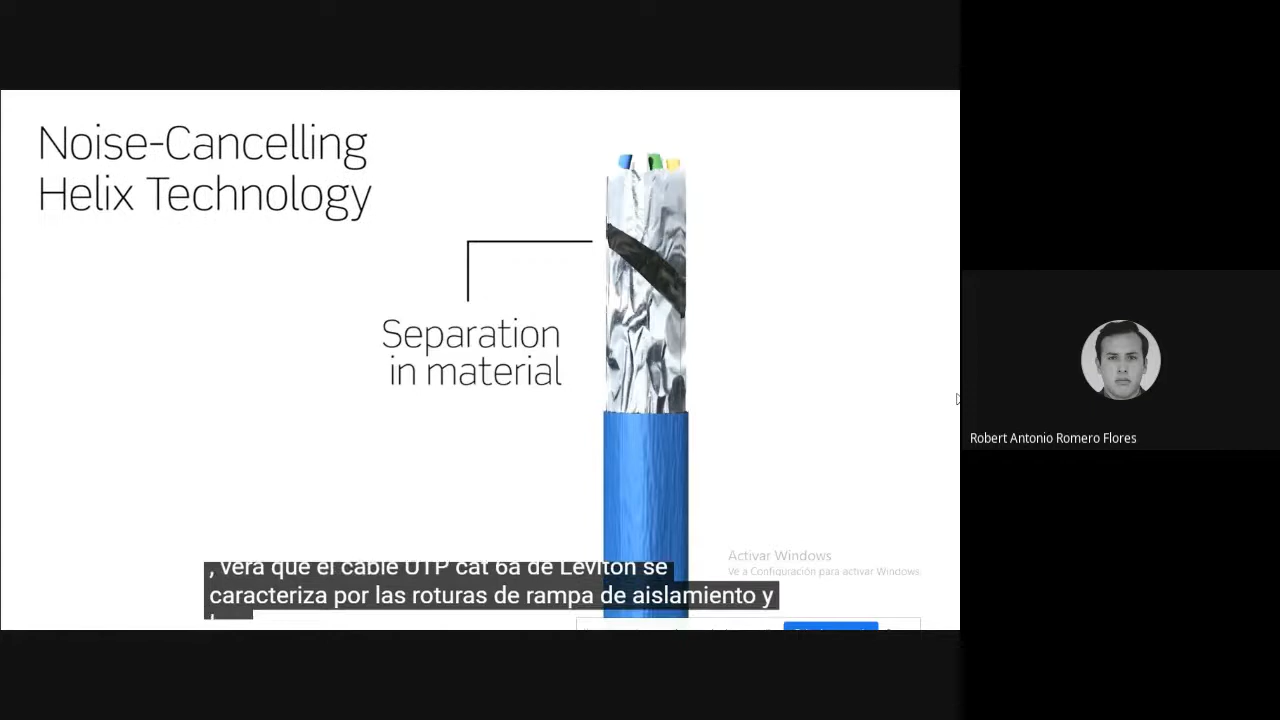 Noise-Cancelling
Helix Technology
Separation
in material
Activar Windows
Ve a Configuración para activar Windows.
, verá que el cable UTP cat 6a de Leviton se
caracteriza por las roturas de rampa de aislamiento y
Robert Antonio Romero Flores